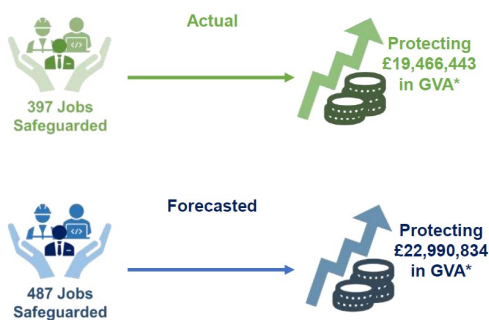 Actual
397 Jobs
Safeguarded
Protecting
£19,466,443
in GVA*
Forecasted
487 Jobs
Safeguarded
Protecting
£22,990,834
in GVA*